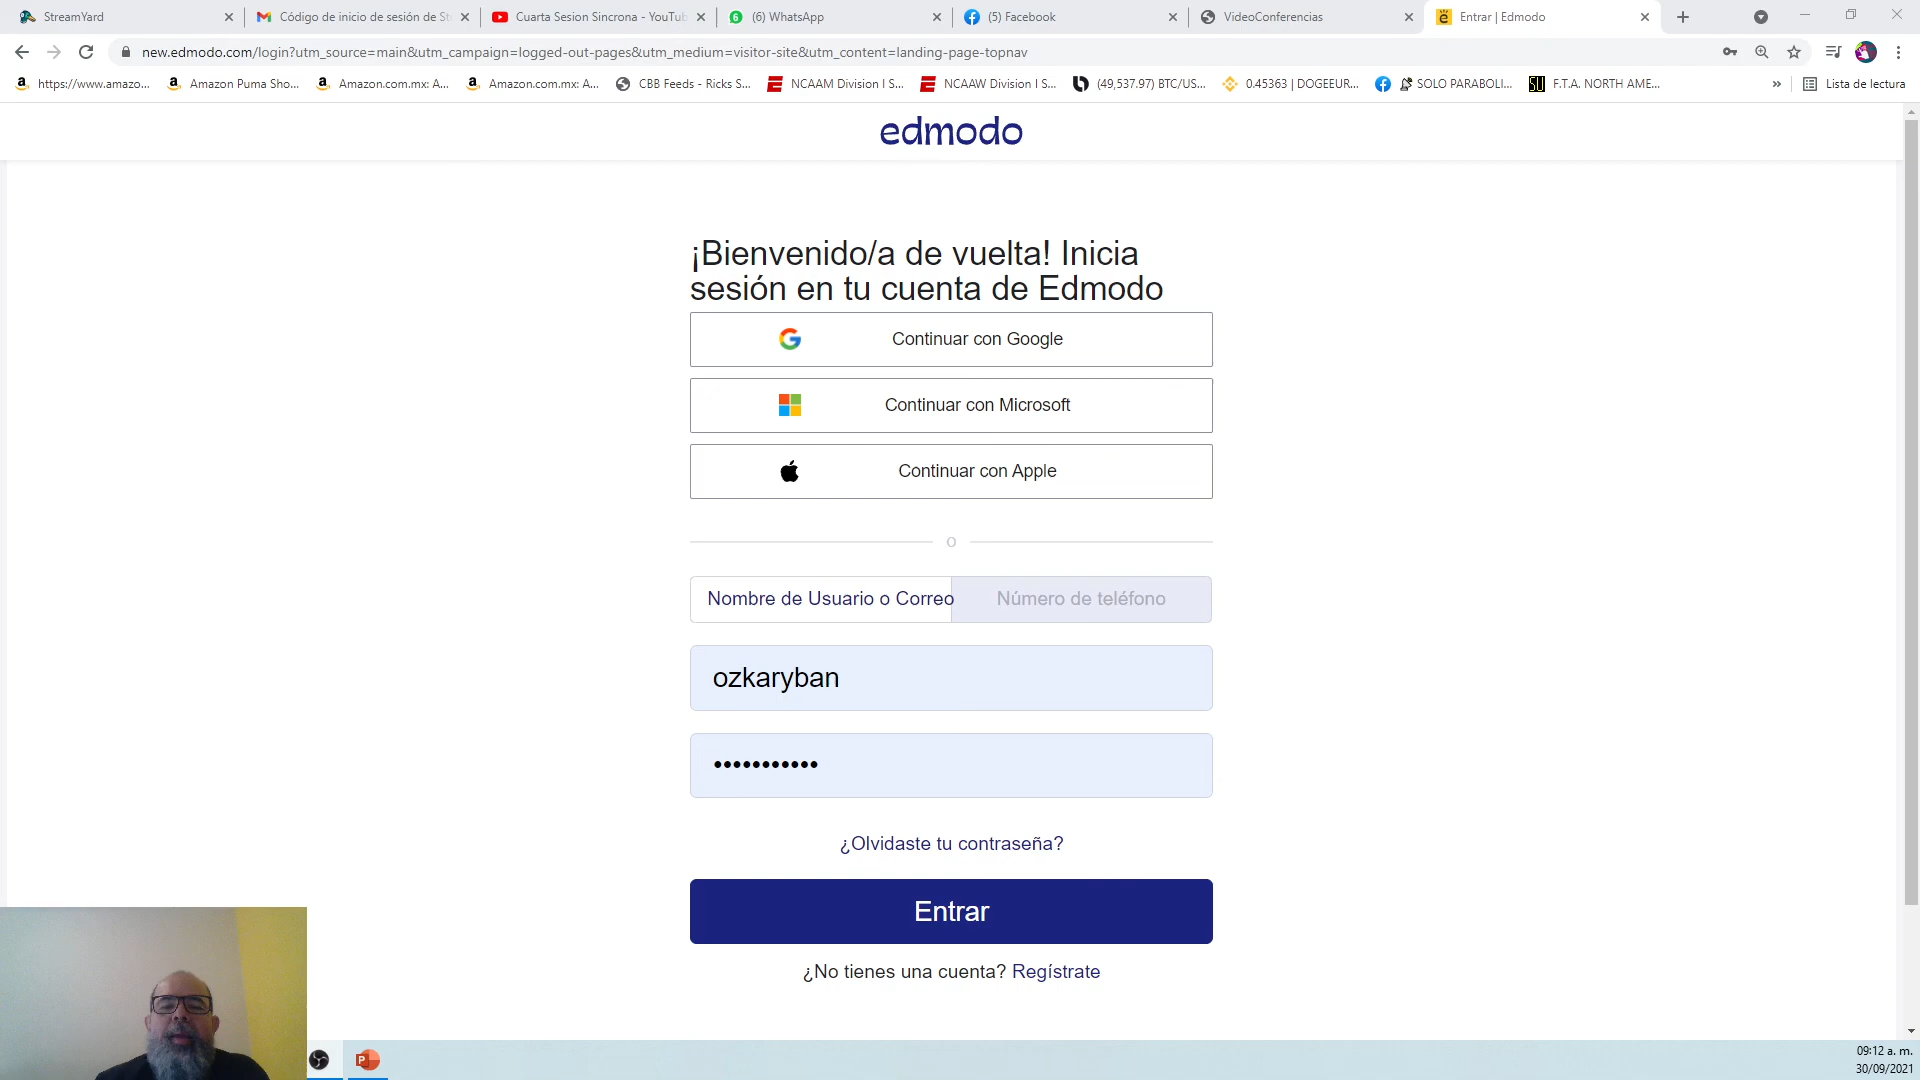 StreamYard
Código de inicio de sesión de St
Cuarta Sesion Sincrona - YouTub
(6) WhatsApp
(5) Facebook
VideoConferencias
Entrar | Edmodo
new.edmodo.com/login?utm_source=main&utm_campaign=logged-out-pages&utm_medium=visitor-site&utm_content=landing-page-topnav
https://www.amazo...
Amazon Puma Sho...
Amazon.com.mx: A...
Amazon.com.mx: A...
CBB Feeds - Ricks S...
NCAAM Division I S...
NCAAW Division I S...
(49,537.97) BTC/US...
0.45363 | DOGEEUR...
SOLO PARABOLI...
F.T.A. NORTH AME...
»
Lista de lectura
edmodo
¡Bienvenido/a de vuelta! Inicia
sesión en tu cuenta de Edmodo
Continuar con Google
Continuar con Microsoft
Continuar con Apple
o
Nombre de Usuario o Correo
Número de teléfono
ozkaryban
•••••••••••
¿Olvidaste tu contraseña?
Entrar
¿No tienes una cuenta? Regístrate
09:12 a. m.
30/09/2021